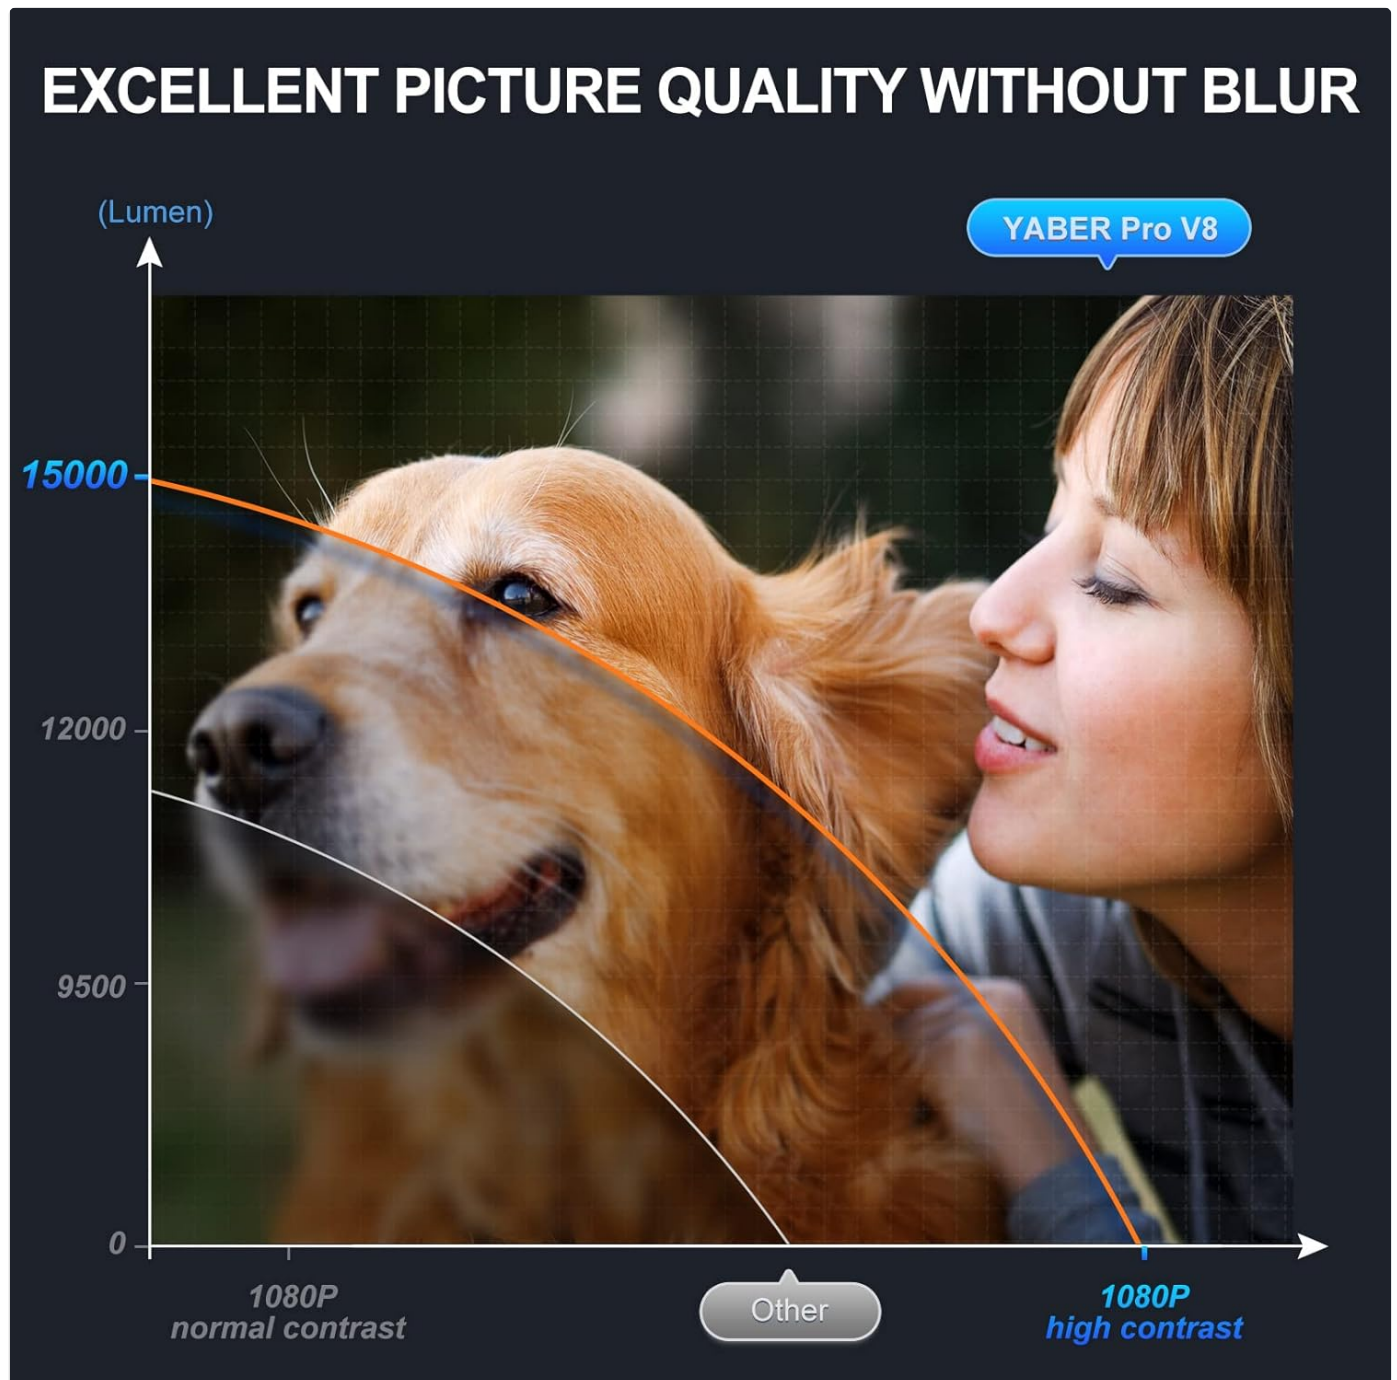 EXCELLENT PICTURE QUALITY WITHOUT BLUR
(Lumen)
YABER Pro V8
15000
12000
9500
0
1080P
normal contrast
Other
1080P
high contrast